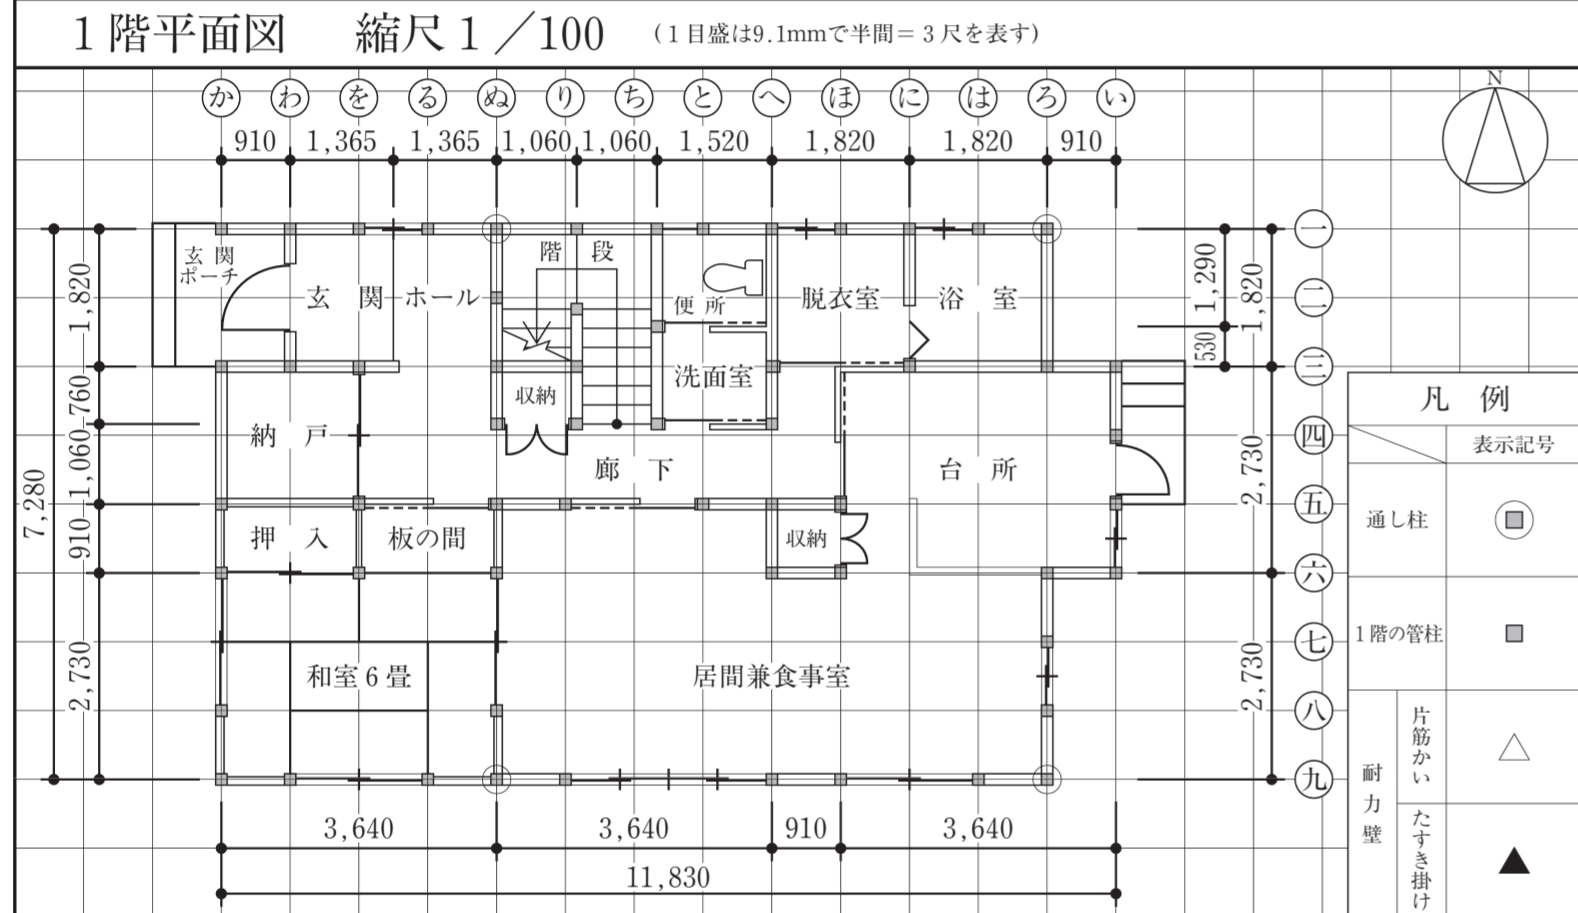 1階平面図 縮尺1/100 (1目盛は9.1mmで半間=3尺を表す)
か わ を る ぬ り ち と へ ほ に は ろ い
N
910 1,365 1,365 1,060 1,060 1,520 1,820 1,820 910
一
二
三
四
五
六
七
八
九
7,280
1,820
760
1,060
910
2,730
1,290
530
1,820
2,730
2,730
玄関
ポーチ
玄関ホール
階段
便所
脱衣室
浴室
洗面室
収納
納戸
廊下
台所
押入
板の間
収納
和室6畳
居間兼食事室
3,640 3,640 910 3,640
11,830
凡例
表示記号
通し柱
1階の管柱
耐力壁
片筋かい
たすき掛け